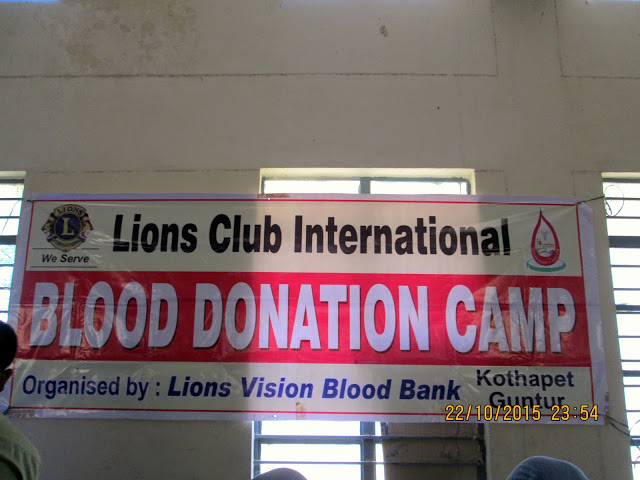 LIONS
L
We Serve
Lions Club International
BLOOD DONATION CAMP
Organised by : Lions Vision Blood Bank
Kothapet
Guntur
22/10/2015 23:54